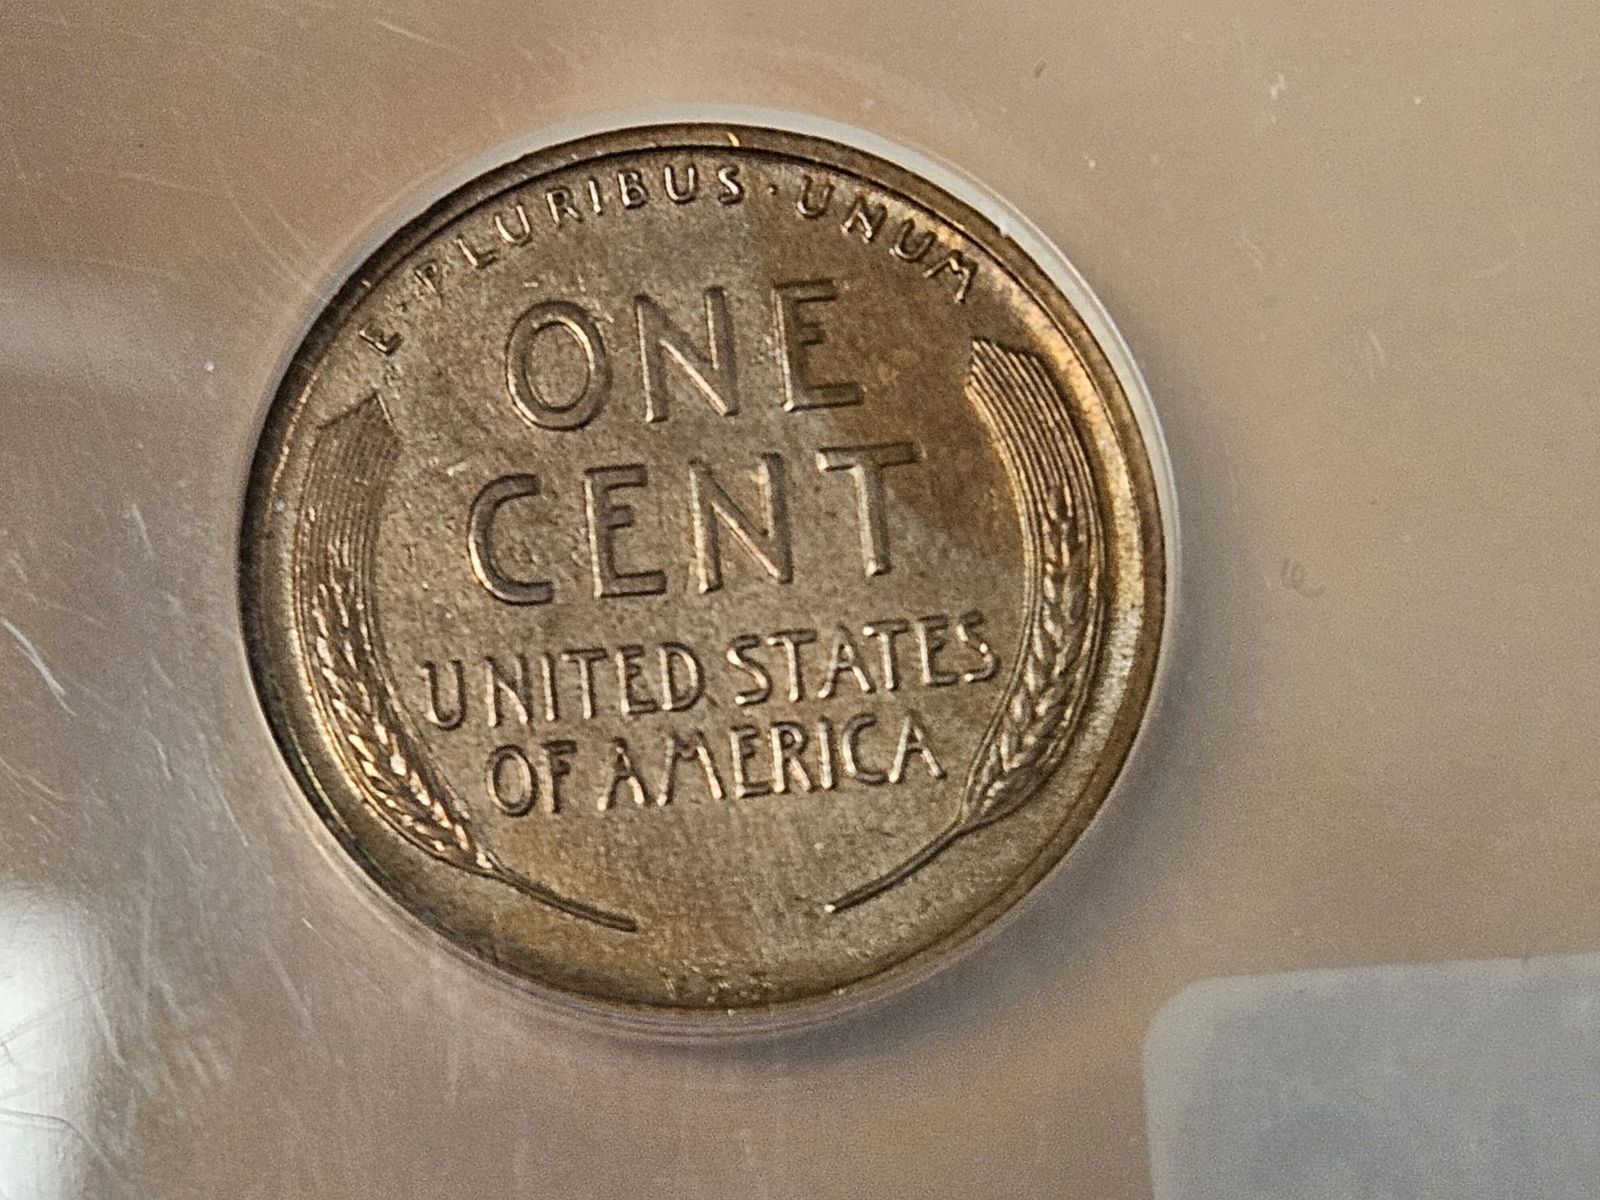 E·PLURIBUS·UNUM
ONE
CENT
UNITED STATES
OF AMERICA